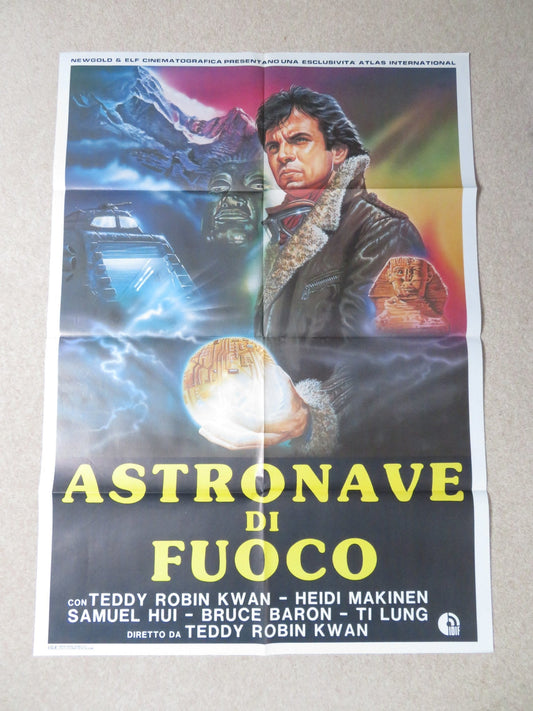 NEWGOLD & ELF CINEMATOGRAFICA PRESENTANO UNA ESCLUSIVITA ATLAS INTERNATIONAL
ASTRONAVE
DI
FUOCO
CON TEDDY ROBIN KWAN - HEIDI MAKINEN
SAMUEL HUI - BRUCE BARON - TI LUNG
DIRETTO DA TEDDY ROBIN KWAN